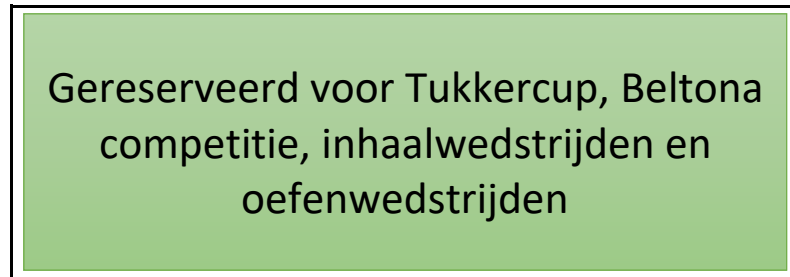 Gereserveerd voor Tukkercup, Beltona
competitie, inhaalwedstrijden en
oefenwedstrijden